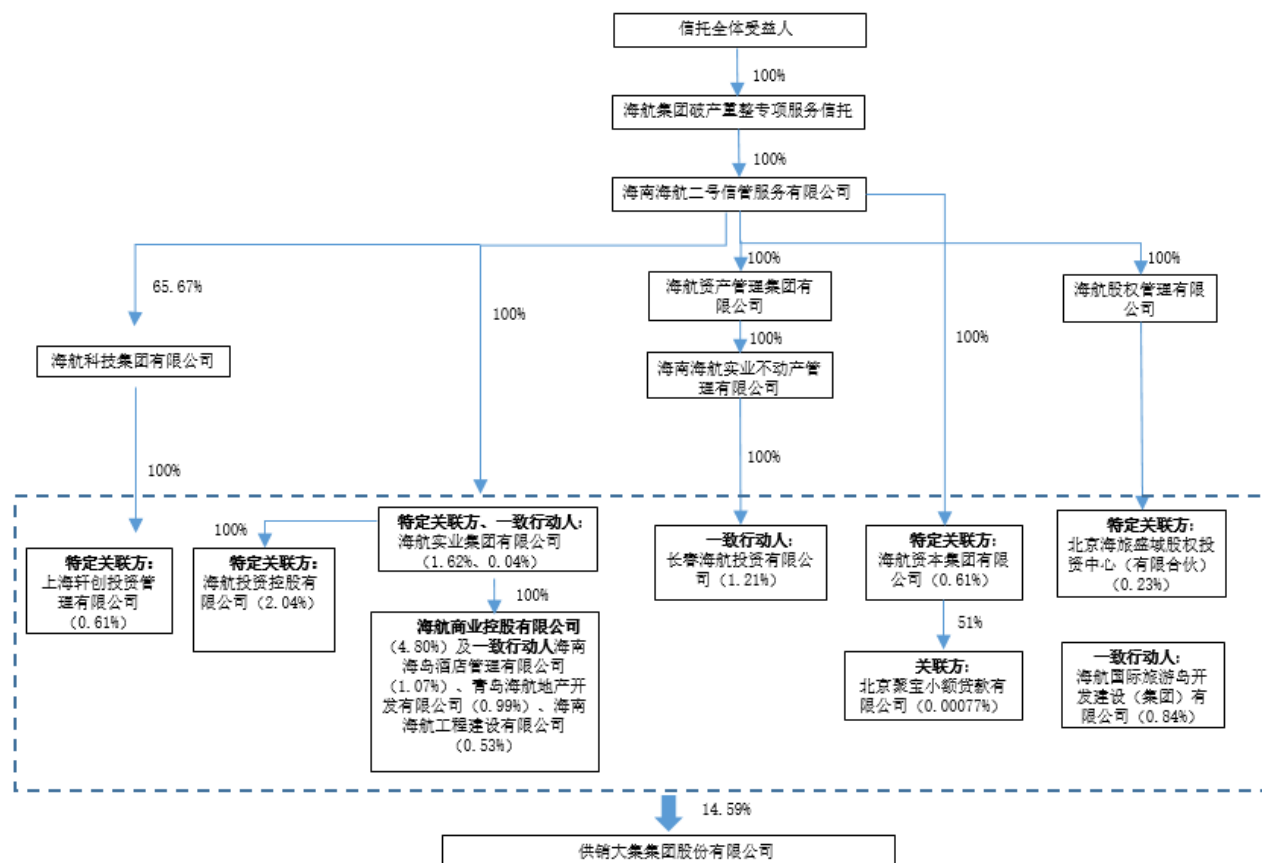 信托全体受益人
100%
海航集团破产重整专项服务信托
100%
海南海航二号信管服务有限公司
65.67%
100%
100%
海航资产管理集团有
限公司
100%
100%
海航股权管理有限
公司
海航科技集团有限公司
100%
海南海航实业不动产管
理有限公司
100%
100%
特定关联方:
上海轩创投资管
理有限公司
(0.61%)
100%
特定关联方:
海航投资控股有
限公司(2.04%)
特定关联方、一致行动人:
海航实业集团有限公司
(1.62%、0.04%)
100%
海航商业控股有限公司
(4.80%)及一致行动人海南
海岛酒店管理有限公司
(1.07%)、青岛海航地产开
发有限公司(0.99%)、海南
海航工程建设有限公司
(0.53%)
一致行动人:
长春海航投资有限公
司(1.21%)
特定关联方:
海航资本集团有
限公司(0.61%)
51%
关联方:
北京聚宝小额贷款有
限公司(0.00077%)
特定关联方:
北京海旅盛域股权投
资中心(有限合伙)
(0.23%)
一致行动人:
海航国际旅游岛开
发建设(集团)有
限公司(0.84%)
14.59%
供销大集集团股份有限公司